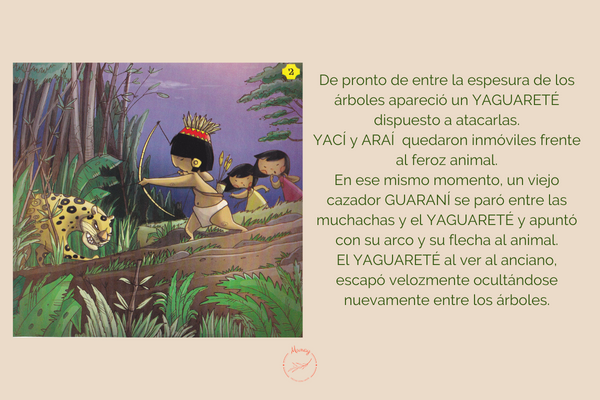 2
De pronto de entre la espesura de los
árboles apareció un YAGUARETÉ
dispuesto a atacarlas.
YACÍ y ARAÍ quedaron inmóviles frente
al feroz animal.
En ese mismo momento, un viejo
cazador GUARANÍ se paró entre las
muchachas y el YAGUARETÉ y apuntó
con su arco y su flecha al animal.
El YAGUARETÉ al ver al anciano,
escapó velozmente ocultándose
nuevamente entre los árboles.